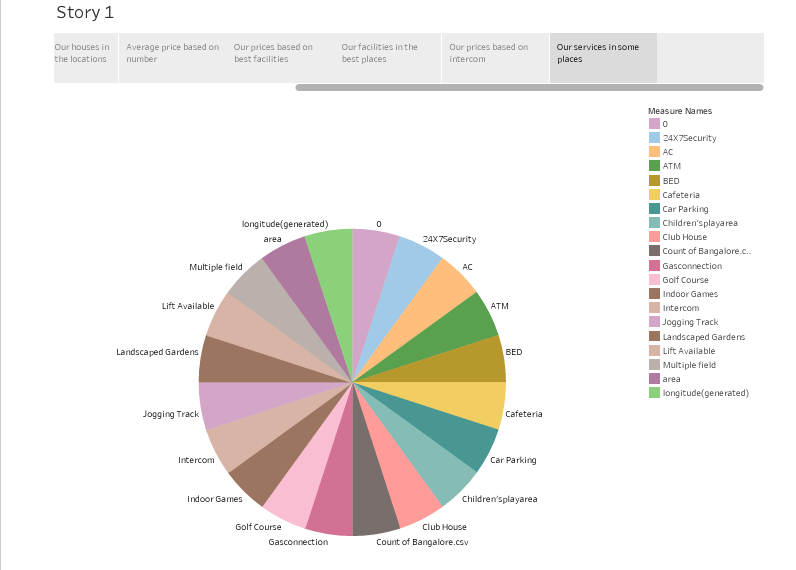 Story 1
Our houses in
the locations
Average price based on
number
Our prices based on
best facilities
Our facilities in the
best places
Our prices based on
intercom
Our services in some
places
Measure Names
0
24X7Security
AC
ATM
BED
Cafeteria
Car Parking
Children'splayarea
Club House
Count of Bangalore.c..
Gasconnection
Golf Course
Indoor Games
Intercom
Jogging Track
Landscaped Gardens
Lift Available
Multiple field
area
longitude(generated)
longitude(generated)
0
area
24X7Security
Multiple field
AC
Lift Available
ATM
Landscaped Gardens
BED
Jogging Track
Cafeteria
Intercom
Car Parking
Indoor Games
Children'splayarea
Golf Course
Club House
Gasconnection
Count of Bangalore.csv